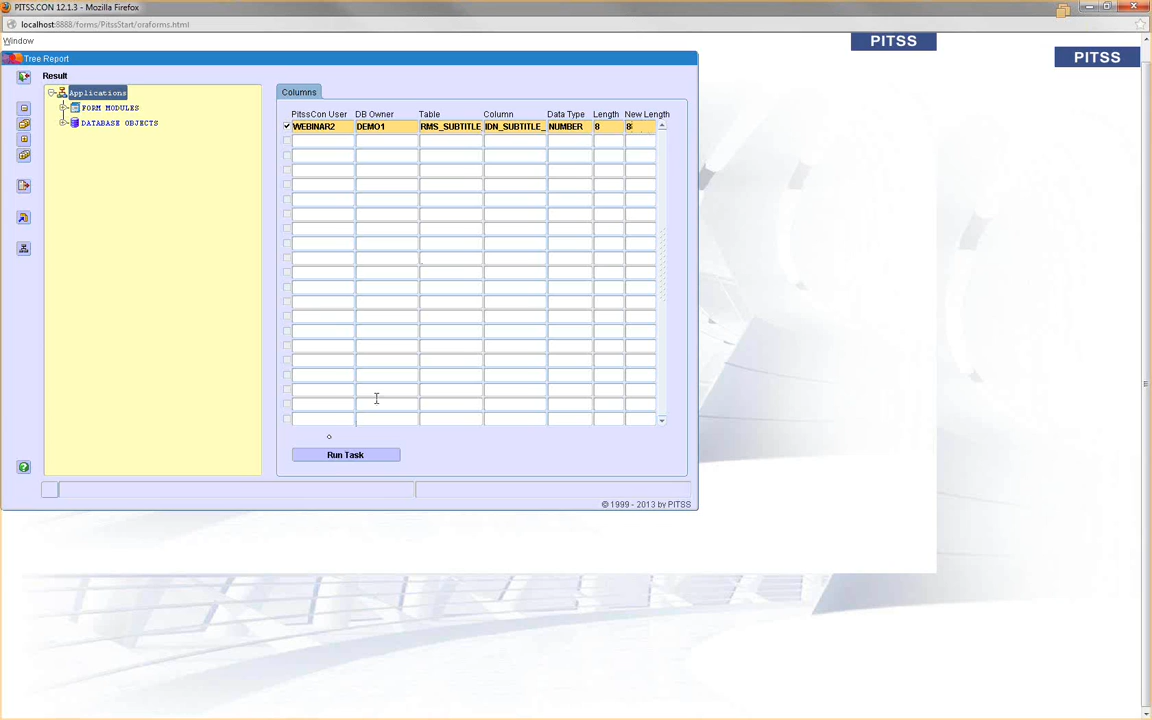 PITSS.CON 12.1.3 - Mozilla Firefox
localhost:8888/forms/PitssStart/oraforms.html
Window
PITSS
PITSS
Tree Report
Result
Applications
FORM MODULES
DATABASE OBJECTS
Columns
PitssCon User DB Owner Table Column Data Type Length New Length
WEBINAR2 DEMO1 RMS_SUBTITLE IDN_SUBTITLE_ NUMBER 8 8
Run Task
© 1999 - 2013 by PITSS